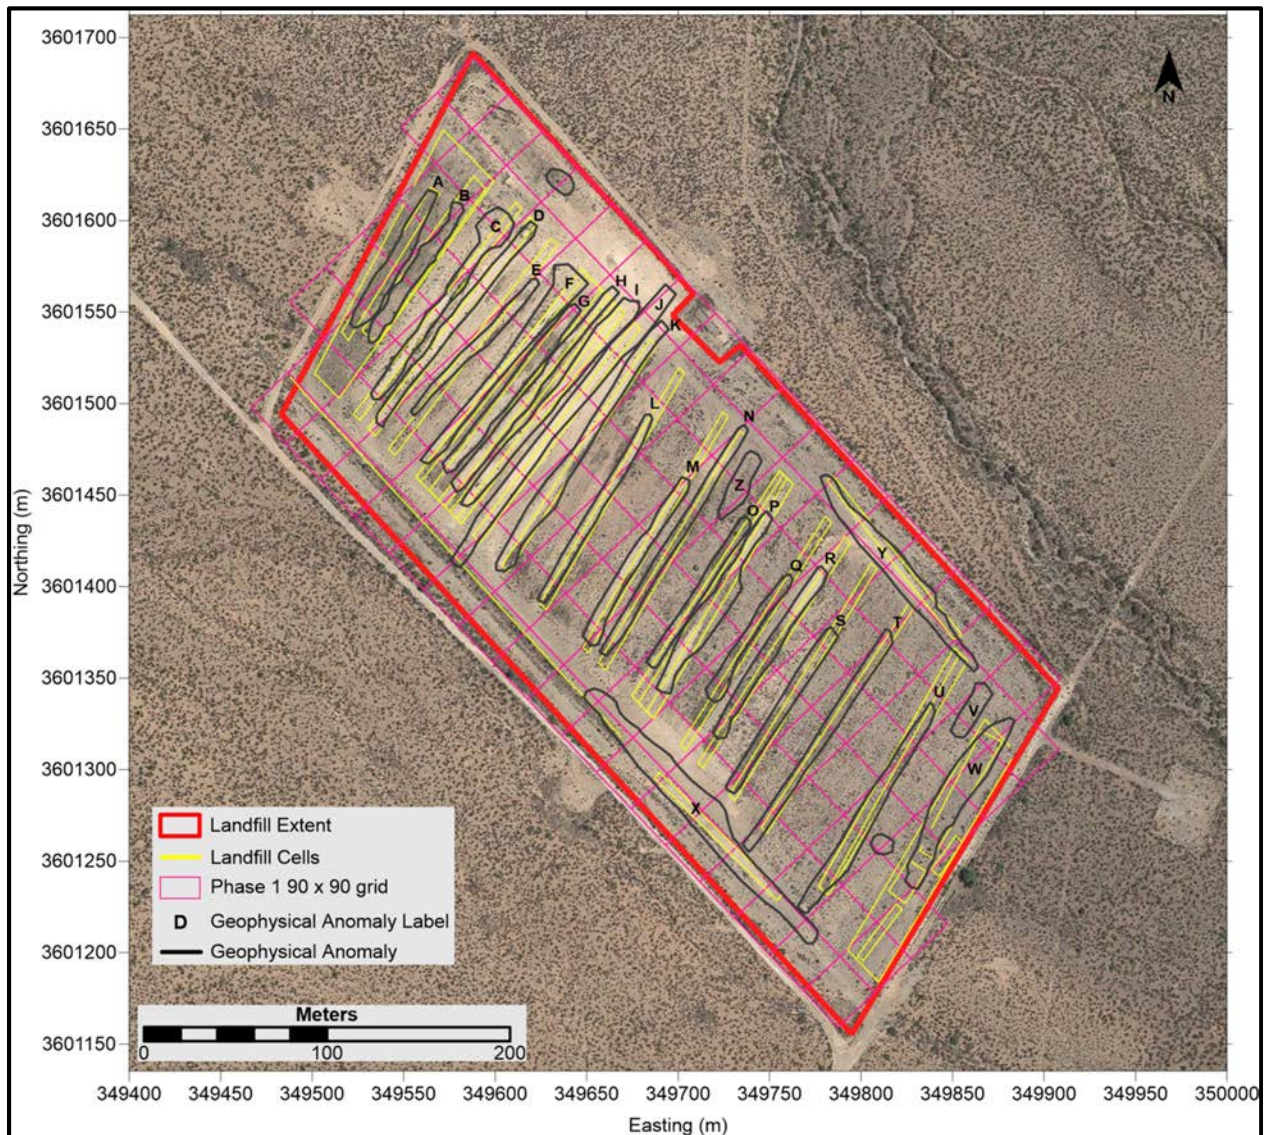 3601700
3601650
3601600
3601550
3601500
3601450
3601400
3601350
3601300
3601250
3601200
3601150
Northing (m)
N
A
B
C
D
E
F
G
H
I
J
K
L
M
N
Z
O
P
Q
R
S
T
Y
U
V
W
X
Landfill Extent
Landfill Cells
Phase 1 90 x 90 grid
D Geophysical Anomaly Label
Geophysical Anomaly
Meters
0 100 200
349400 349500 349550 349600 349650 349700 349750 349800 349850 349900 349950 350000
Easting (m)